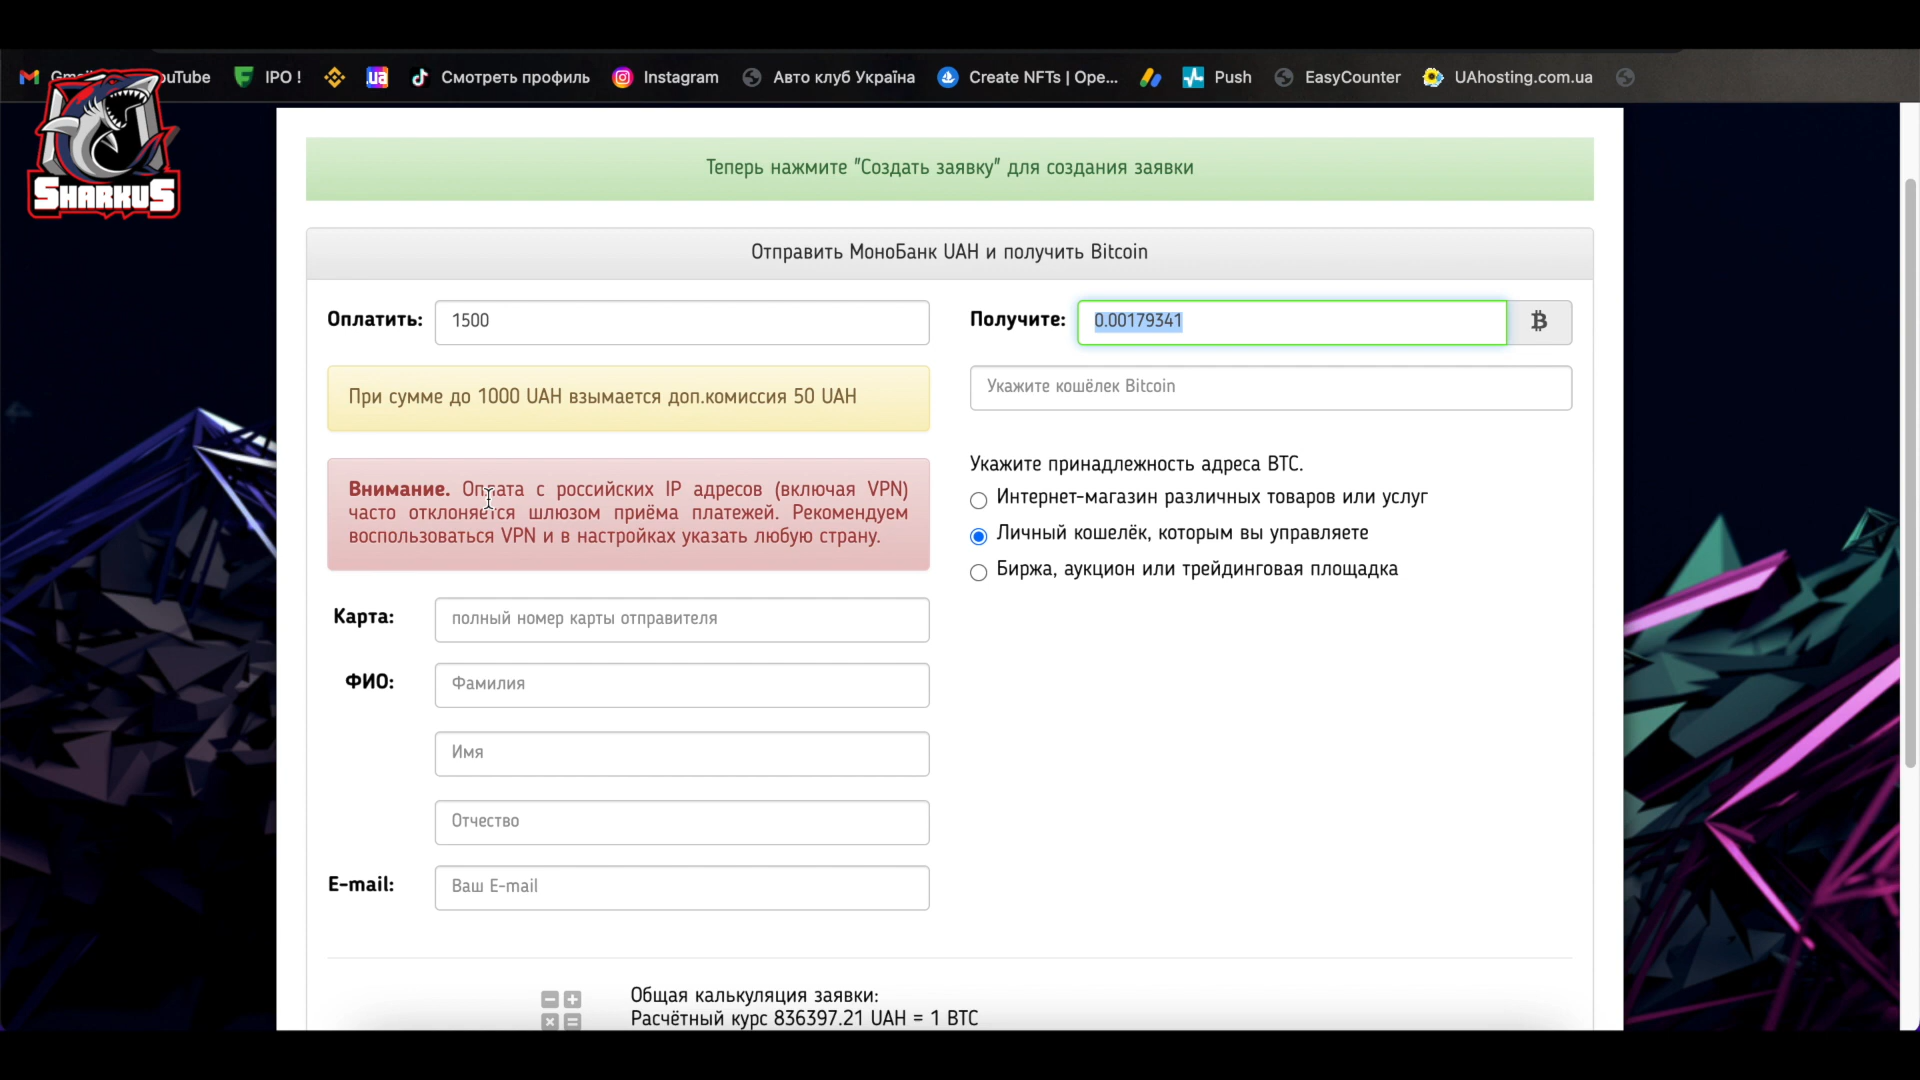 Gmail YouTube IPO ! Смотреть профиль Instagram Авто клуб Україна Create NFTs | Ope... Push EasyCounter UAhosting.com.ua
.ua
SHARKUS
Теперь нажмите "Создать заявку" для создания заявки
Отправить МоноБанк UAH и получить Bitcoin
Оплатить: 1500
Получите: 0.00179341
При сумме до 1000 UAH взымается доп.комиссия 50 UAH
Укажите кошёлек Bitcoin
Внимание. Оплата с российских IP адресов (включая VPN)
часто отклоняется шлюзом приёма платежей. Рекомендуем
воспользоваться VPN и в настройках указать любую страну.
Укажите принадлежность адреса BTC.
Интернет-магазин различных товаров или услуг
Личный кошелёк, которым вы управляете
Биржа, аукцион или трейдинговая площадка
Карта: полный номер карты отправителя
ФИО: Фамилия
Имя
Отчество
E-mail: Ваш E-mail
Общая калькуляция заявки:
Расчётный курс 836397.21 UAH = 1 BTC